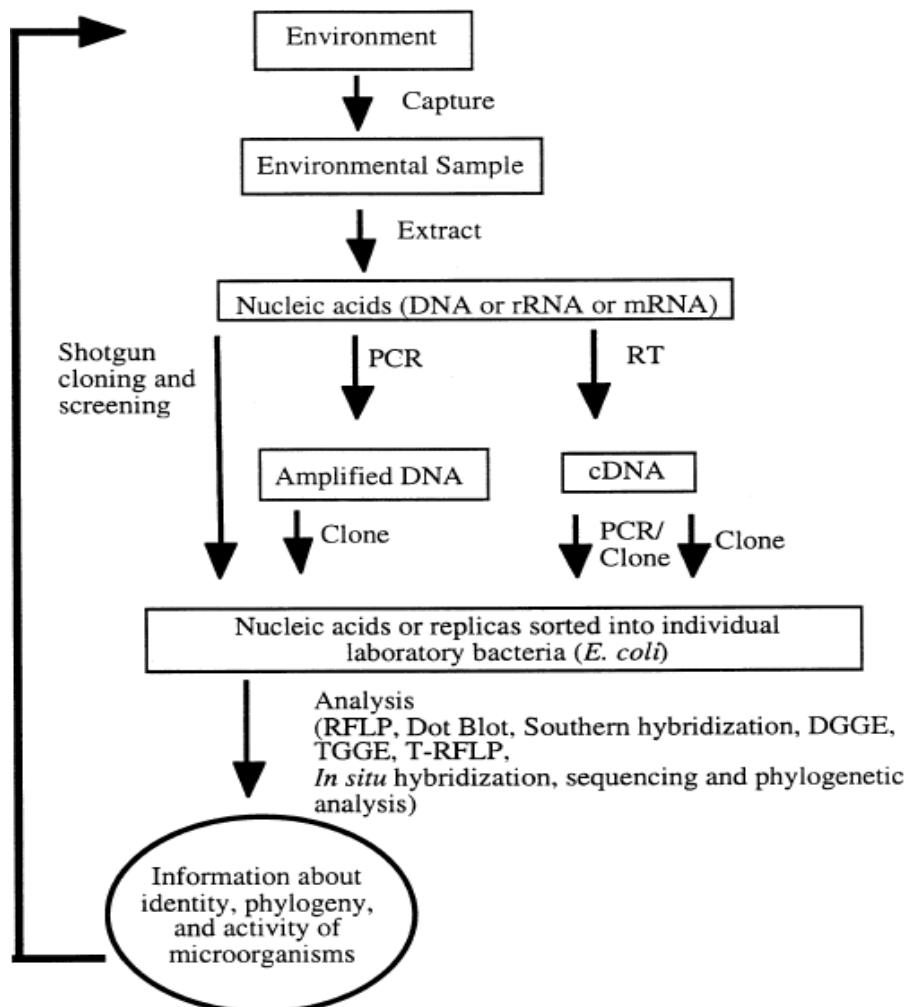 Environment
Capture
Environmental Sample
Extract
Nucleic acids (DNA or rRNA or mRNA)
Shotgun
cloning and
screening
PCR
RT
Amplified DNA
cDNA
Clone
PCR/
Clone
Clone
Nucleic acids or replicas sorted into individual
laboratory bacteria (E. coli)
Analysis
(RFLP, Dot Blot, Southern hybridization, DGGE,
TGGE, T-RFLP,
In situ hybridization, sequencing and phylogenetic
analysis)
Information about
identity, phylogeny,
and activity of
microorganisms